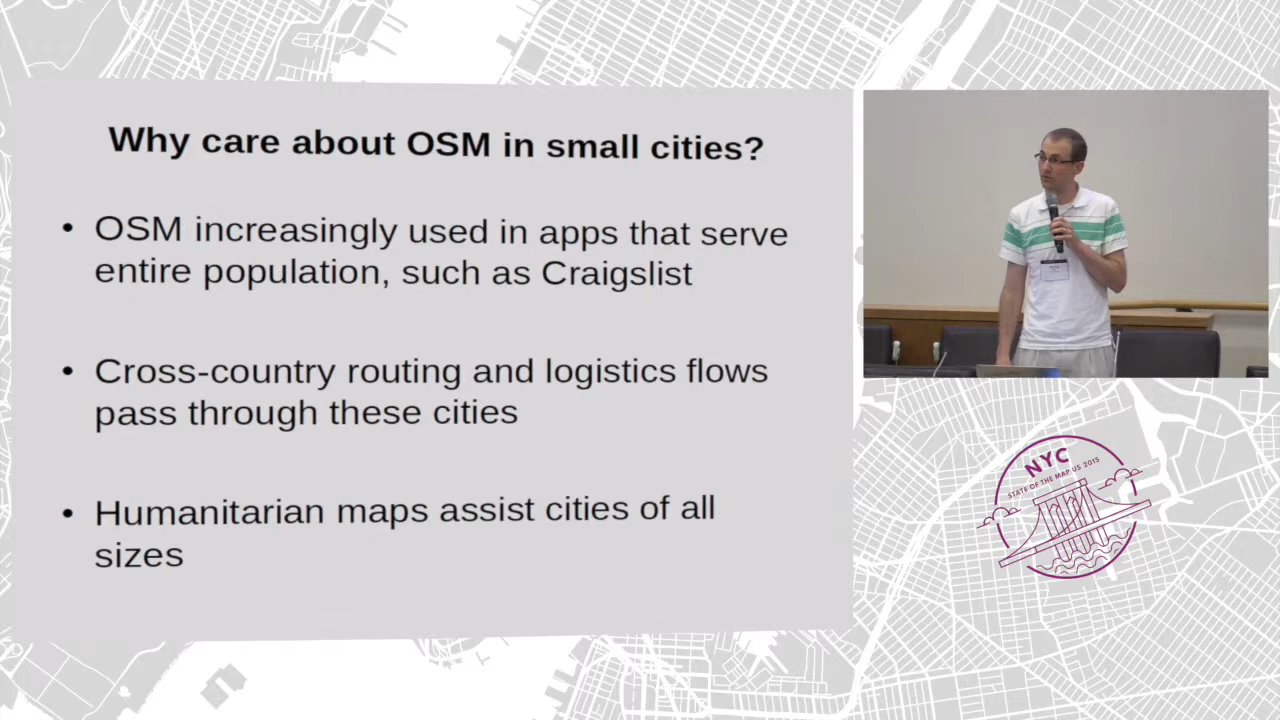 Why care about OSM in small cities?
• OSM increasingly used in apps that serve
entire population, such as Craigslist
• Cross-country routing and logistics flows
pass through these cities
• Humanitarian maps assist cities of all
sizes
NYC
STATE OF THE MAP US 2015